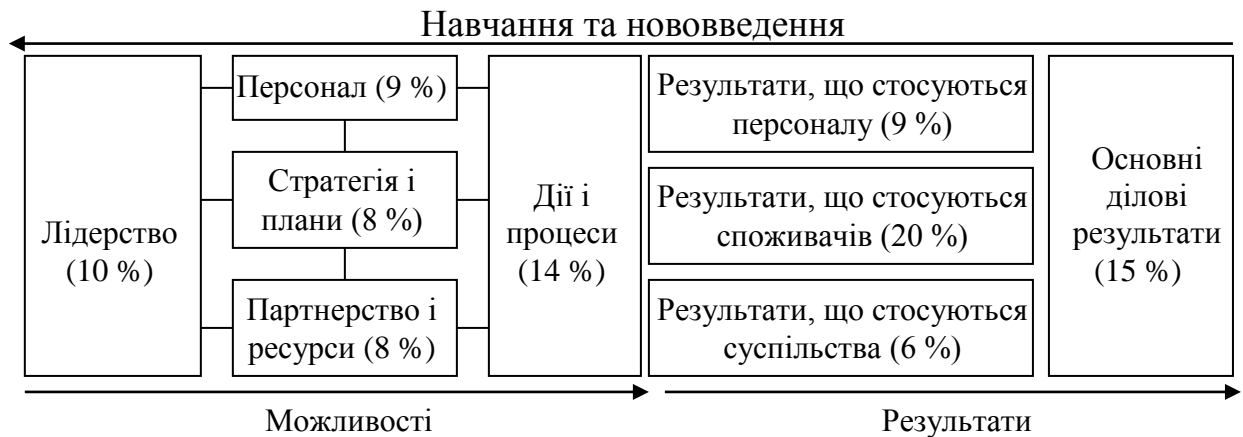 Навчання та нововведення
Лідерство
(10 %)
Персонал (9 %)
Стратегія і
плани (8 %)
Партнерство і
ресурси (8 %)
Дії і
процеси
(14 %)
Результати, що стосуються
персоналу (9 %)
Результати, що стосуються
споживачів (20 %)
Результати, що стосуються
суспільства (6 %)
Основні
ділові
результати
(15 %)
Можливості
Результати